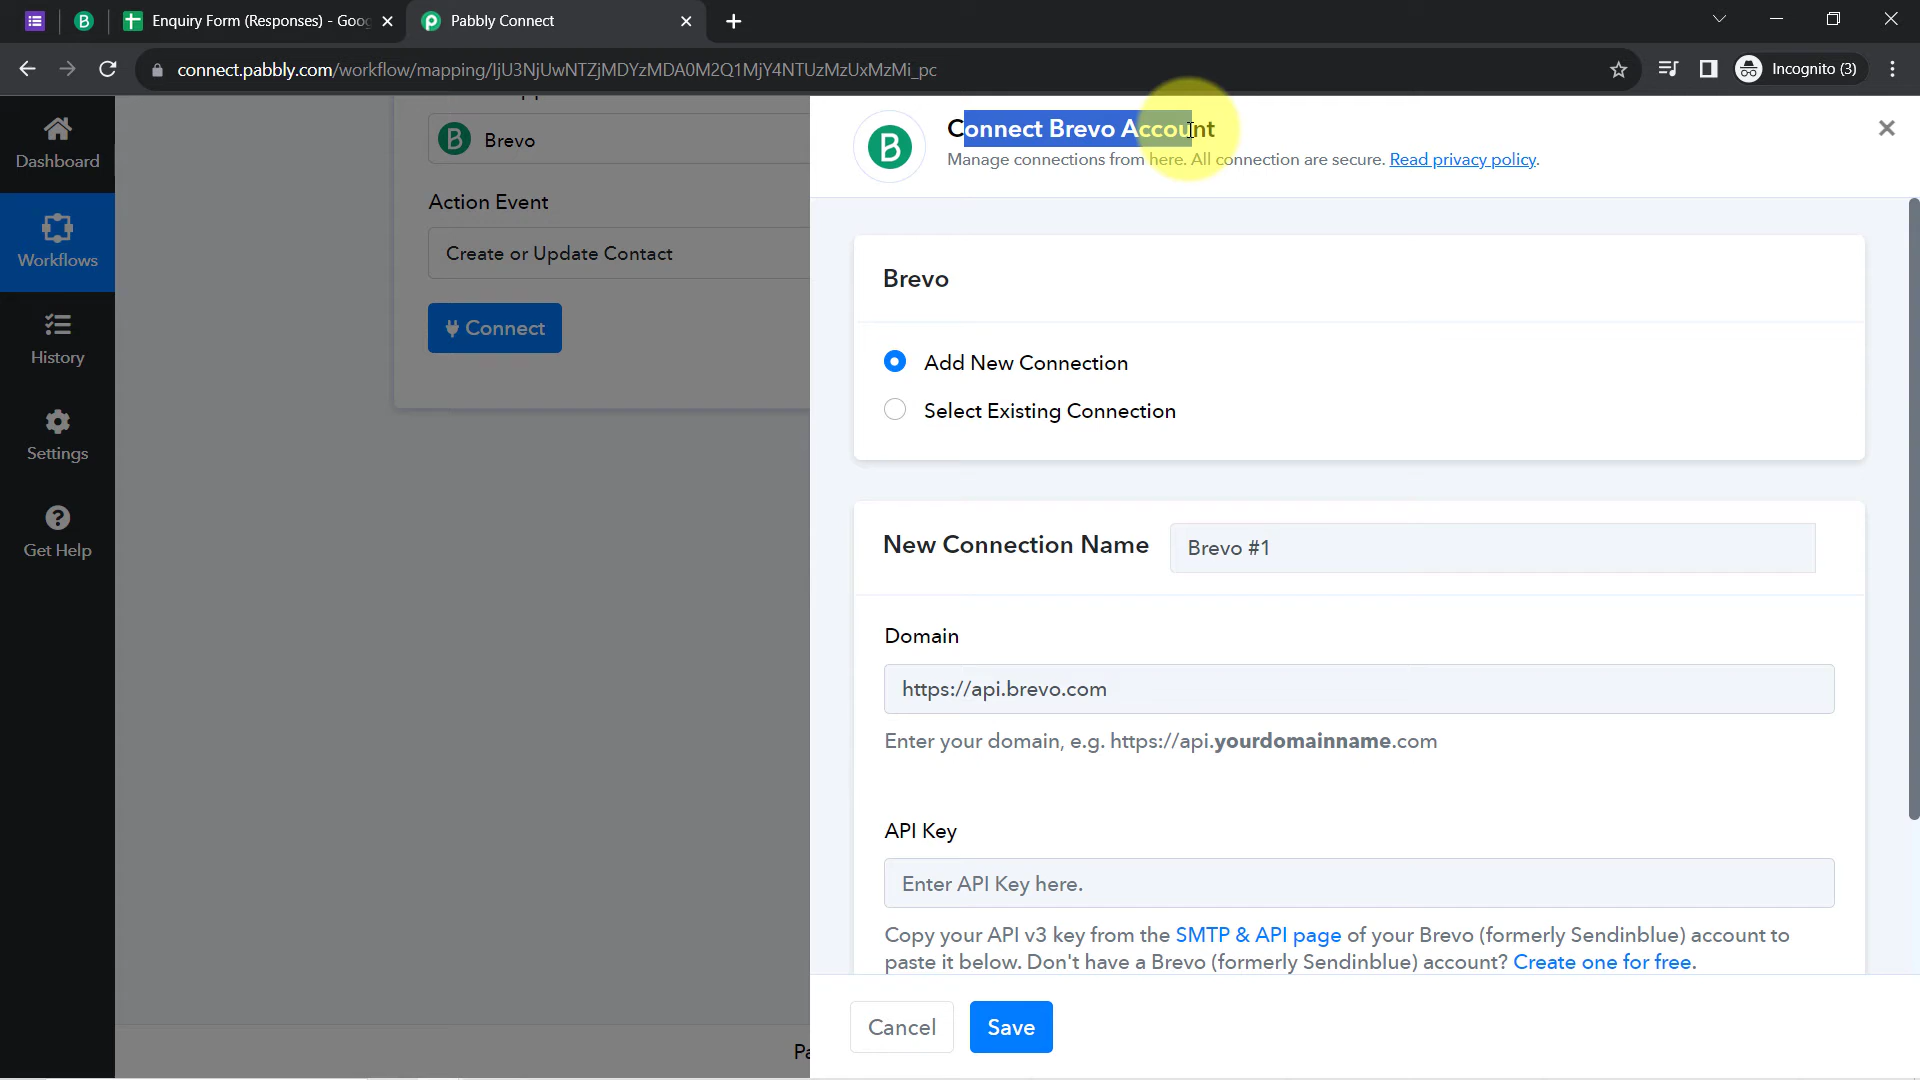 Enquiry Form (Responses) - Goo
Pabbly Connect
connect.pabbly.com/workflow/mapping/IjU3NjUwNTZjMDYzMDA0M2Q1MjY4NTUzMzUxMzMi_pc
Incognito (3)
Dashboard
Workflows
History
Settings
Get Help
B Brevo
Action Event
Create or Update Contact
Connect
B
Connect Brevo Account
Manage connections from here. All connection are secure. Read privacy policy.
Brevo
Add New Connection
Select Existing Connection
New Connection Name
Brevo #1
Domain
https://api.brevo.com
Enter your domain, e.g. https://api.yourdomainname.com
API Key
Enter API Key here.
Copy your API v3 key from the SMTP & API page of your Brevo (formerly Sendinblue) account to
paste it below. Don't have a Brevo (formerly Sendinblue) account? Create one for free.
Cancel
Save
Pa